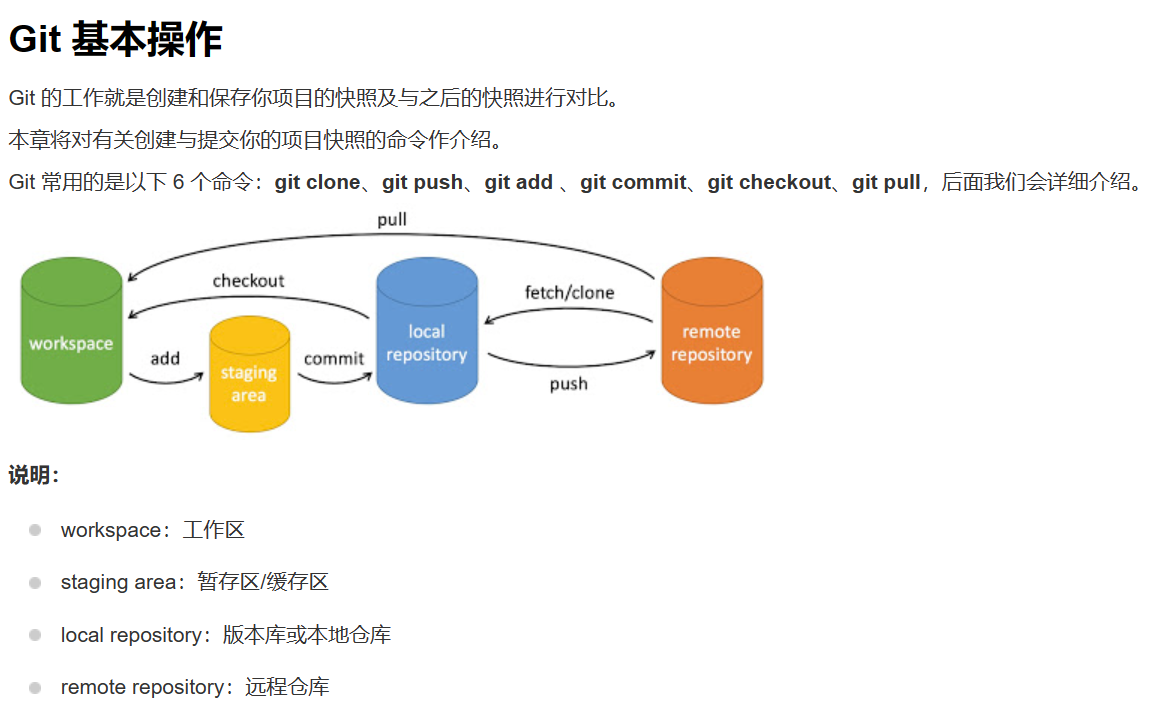 Git 基本操作
Git 的工作就是创建和保存你项目的快照及与之后的快照进行对比。
本章将对有关创建与提交你的项目快照的命令作介绍。
Git 常用的是以下 6 个命令：git clone、git push、git add 、git commit、git checkout、git pull，后面我们会详细介绍。
pull
checkout
fetch/clone
workspace
add
staging
area
commit
local
repository
push
remote
repository
说明：
workspace：工作区
staging area：暂存区/缓存区
local repository：版本库或本地仓库
remote repository：远程仓库